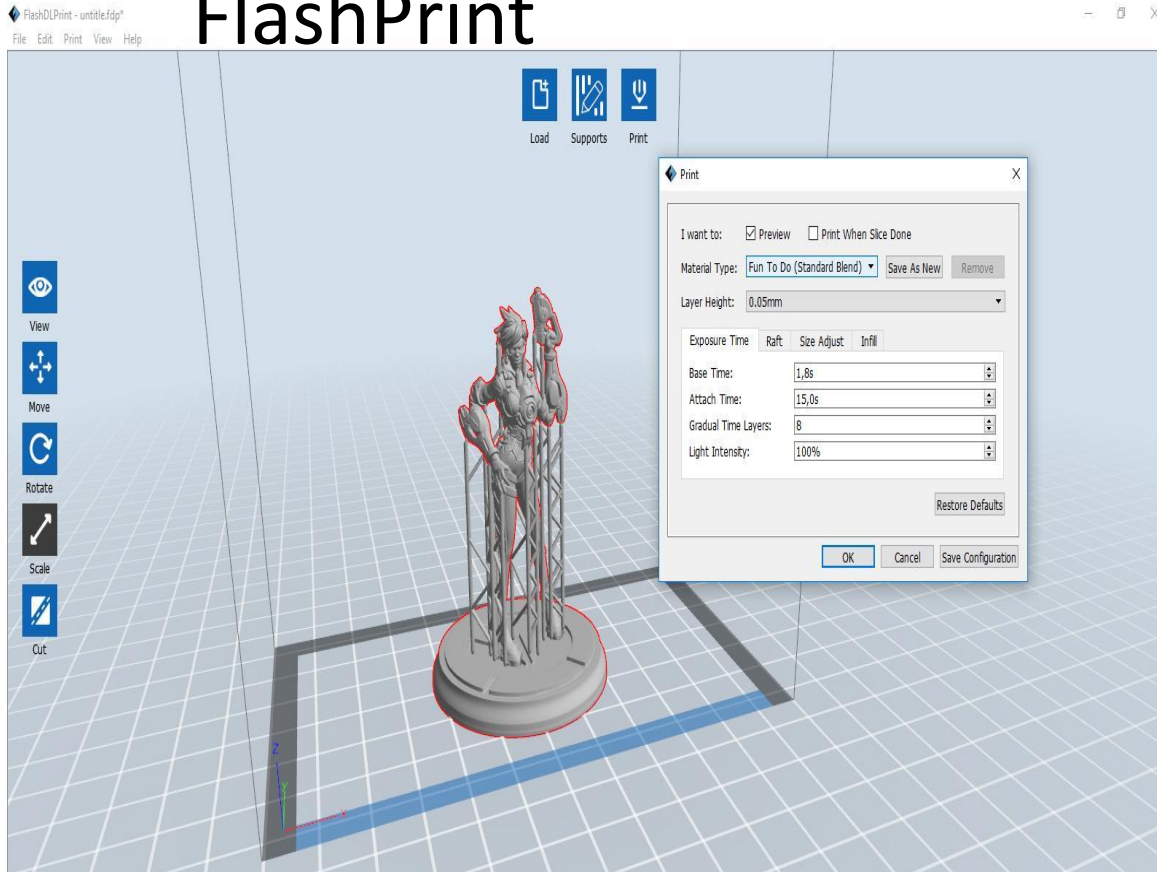 FlashPrint
FlashDLPrint - untitle.fdp*
File Edit Print View Help
Load Supports Print
Print
I want to: Preview Print When Slice Done
Material Type: Fun To Do (Standard Blend) Save As New Remove
Layer Height: 0.05mm
Exposure Time Raft Size Adjust Infill
Base Time: 1,8s
Attach Time: 15,0s
Gradual Time Layers: 8
Light Intensity: 100%
Restore Defaults
OK Cancel Save Configuration
View
Move
Rotate
Scale
Cut
Z
Y
X